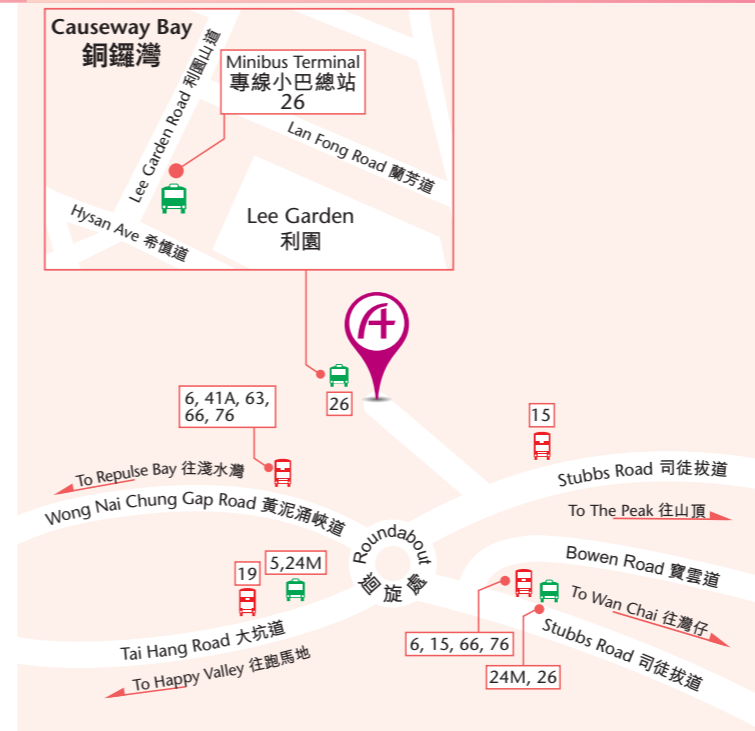 Causeway Bay
銅鑼灣
Minibus Terminal
專線小巴總站
26
Lee Garden Road 利園山道
Lan Fong Road 蘭芳道
Hysan Ave 希慎道
Lee Garden
利園
26
6, 41A, 63,
66, 76
15
To Repulse Bay 往淺水灣
Wong Nai Chung Gap Road 黃泥涌峽道
Stubbs Road 司徒拔道
To The Peak 往山頂
Roundabout
迴旋處
Bowen Road 寶雲道
19
5,24M
To Wan Chai 往灣仔
Tai Hang Road 大坑道
6, 15, 66, 76
Stubbs Road 司徒拔道
To Happy Valley 往跑馬地
24M, 26